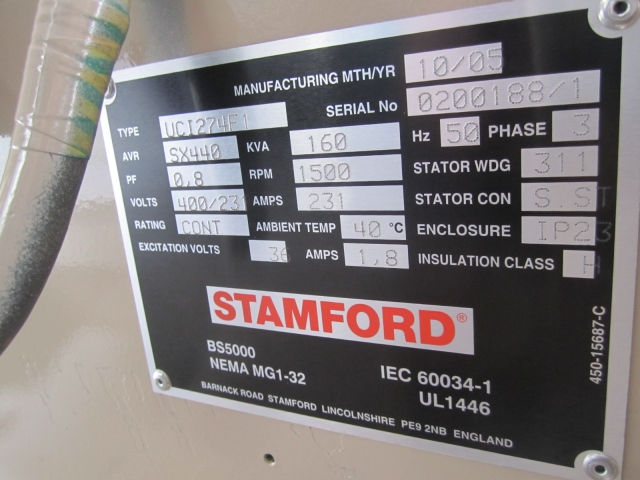 MANUFACTURING MTH/YR 10/05
SERIAL No 0200188/1
TYPE UCI274F1
Hz 50 PHASE 3
AVR SX440 KVA 160
STATOR WDG 311
PF 0,8 RPM 1500
STATOR CON S.ST
VOLTS 400/231 AMPS 231
ENCLOSURE IP23
RATING CONT AMBIENT TEMP 40 °C
INSULATION CLASS H
EXCITATION VOLTS 36 AMPS 1,8
STAMFORD®
BS5000
NEMA MG1-32
IEC 60034-1
UL1446
BARNACK ROAD STAMFORD LINCOLNSHIRE PE9 2NB ENGLAND
450-15687-C